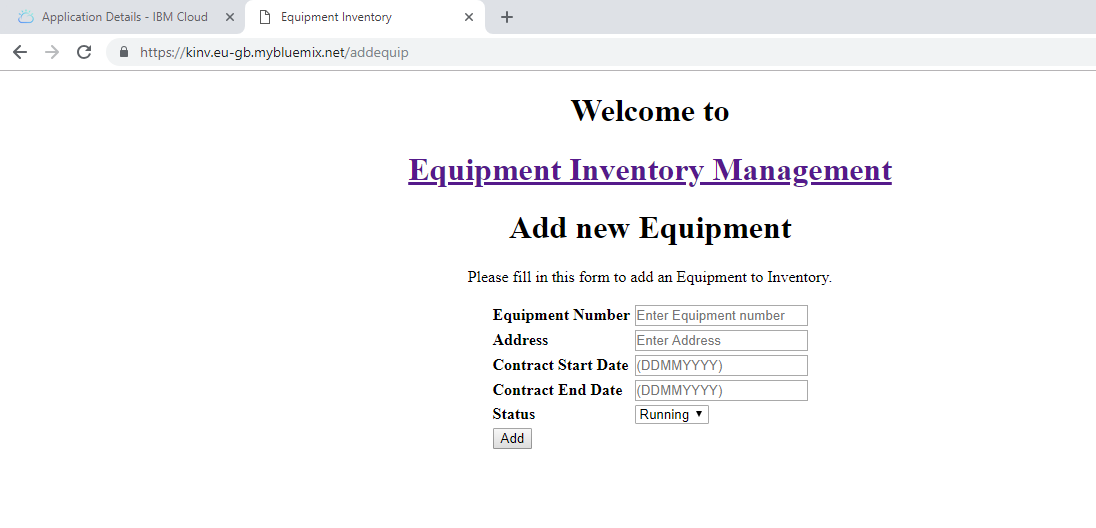 Application Details - IBM Cloud
Equipment Inventory
https://kinv.eu-gb.mybluemix.net/addequip
Welcome to
Equipment Inventory Management
Add new Equipment
Please fill in this form to add an Equipment to Inventory.
Equipment Number Enter Equipment number
Address Enter Address
Contract Start Date (DDMMYYYY)
Contract End Date (DDMMYYYY)
Status Running
Add